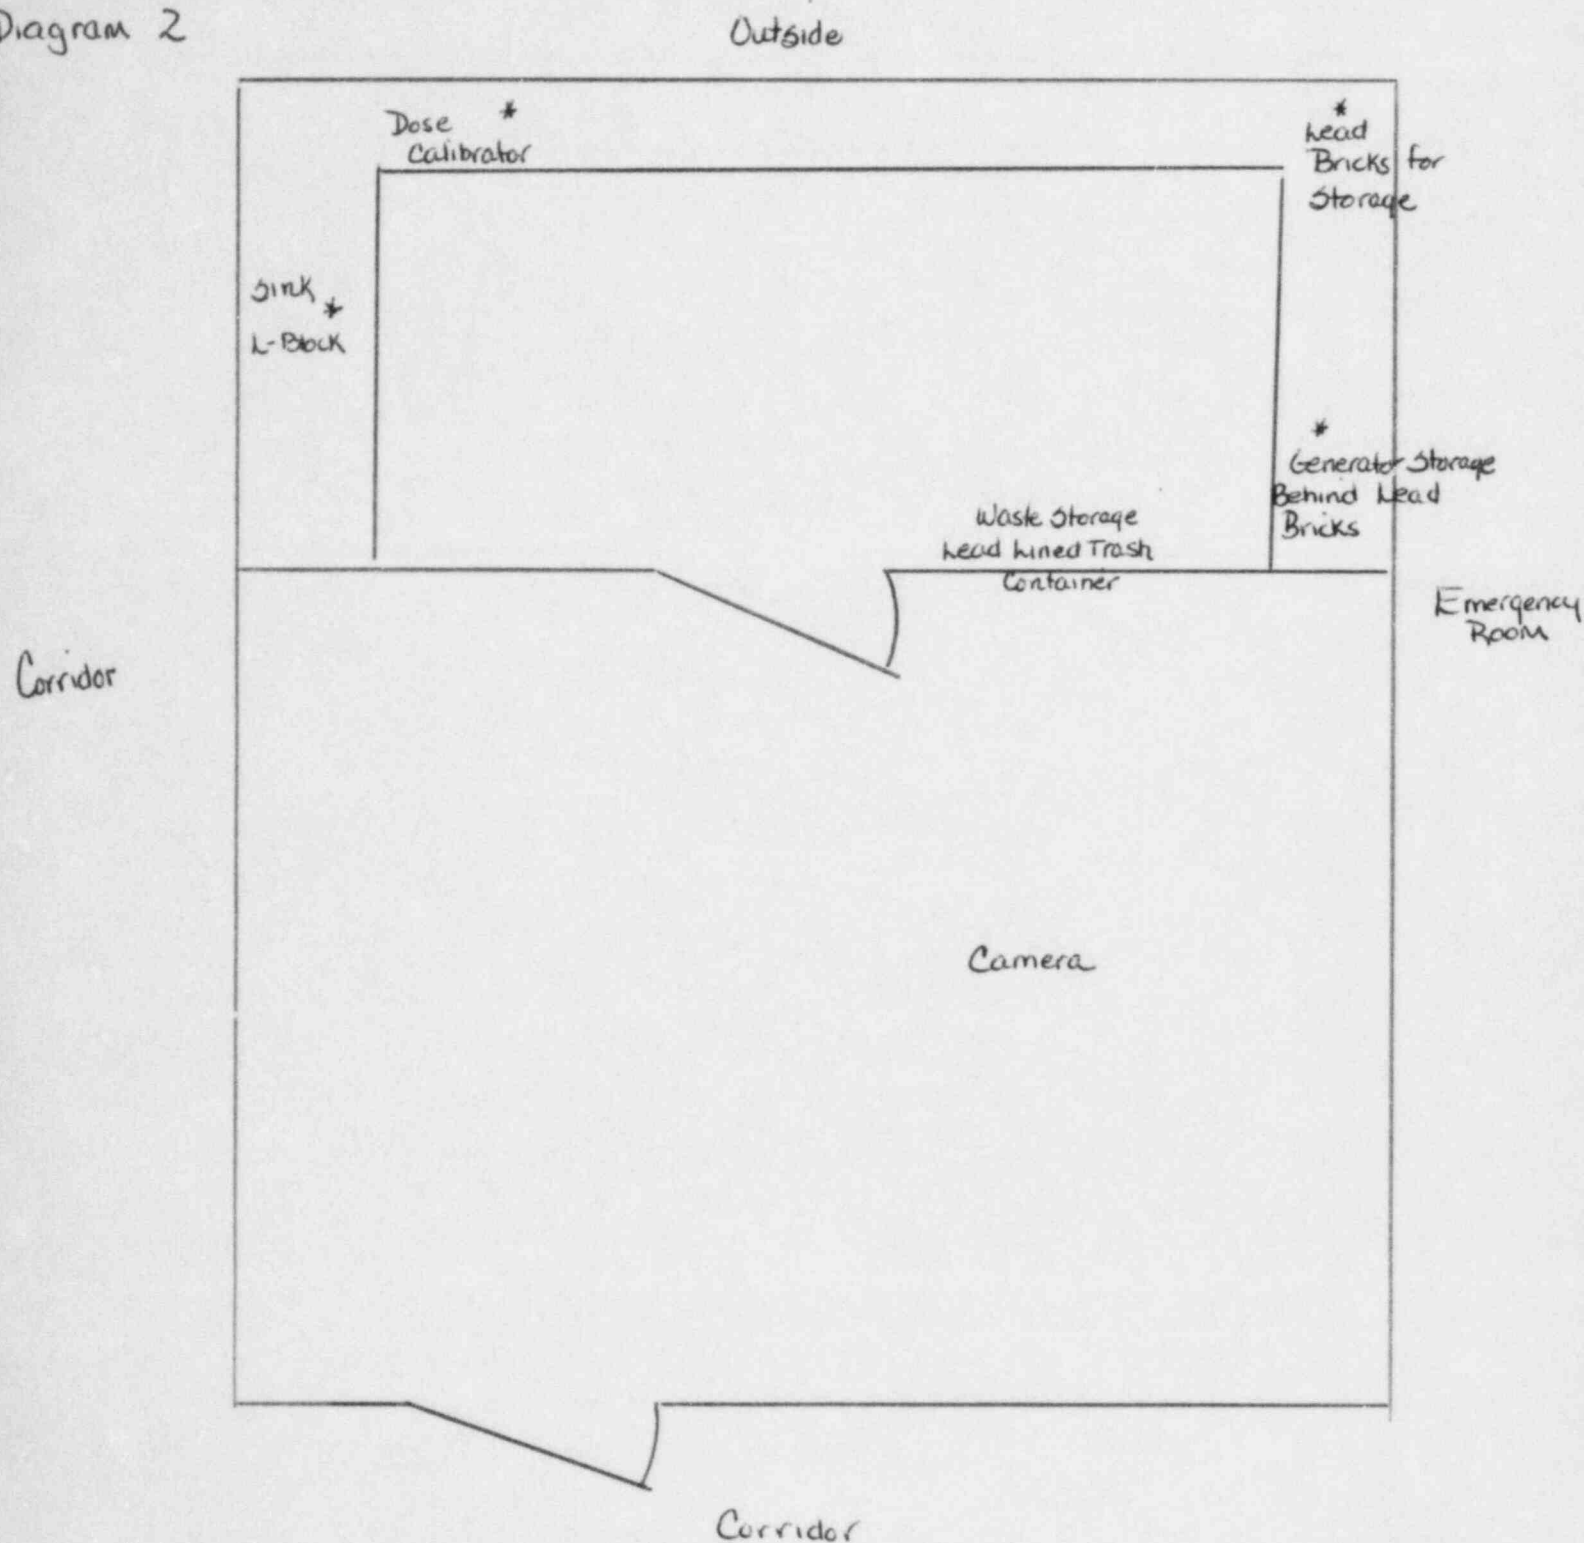 Diagram 2
Outside
Dose *
Calibrator
*
Lead
Bricks for
Storage
Sink *
L-Block
*
Generator Storage
Behind Lead
Bricks
Waste Storage
Lead Lined Trash
Container
Emergency
Room
Corridor
Camera
Corridor